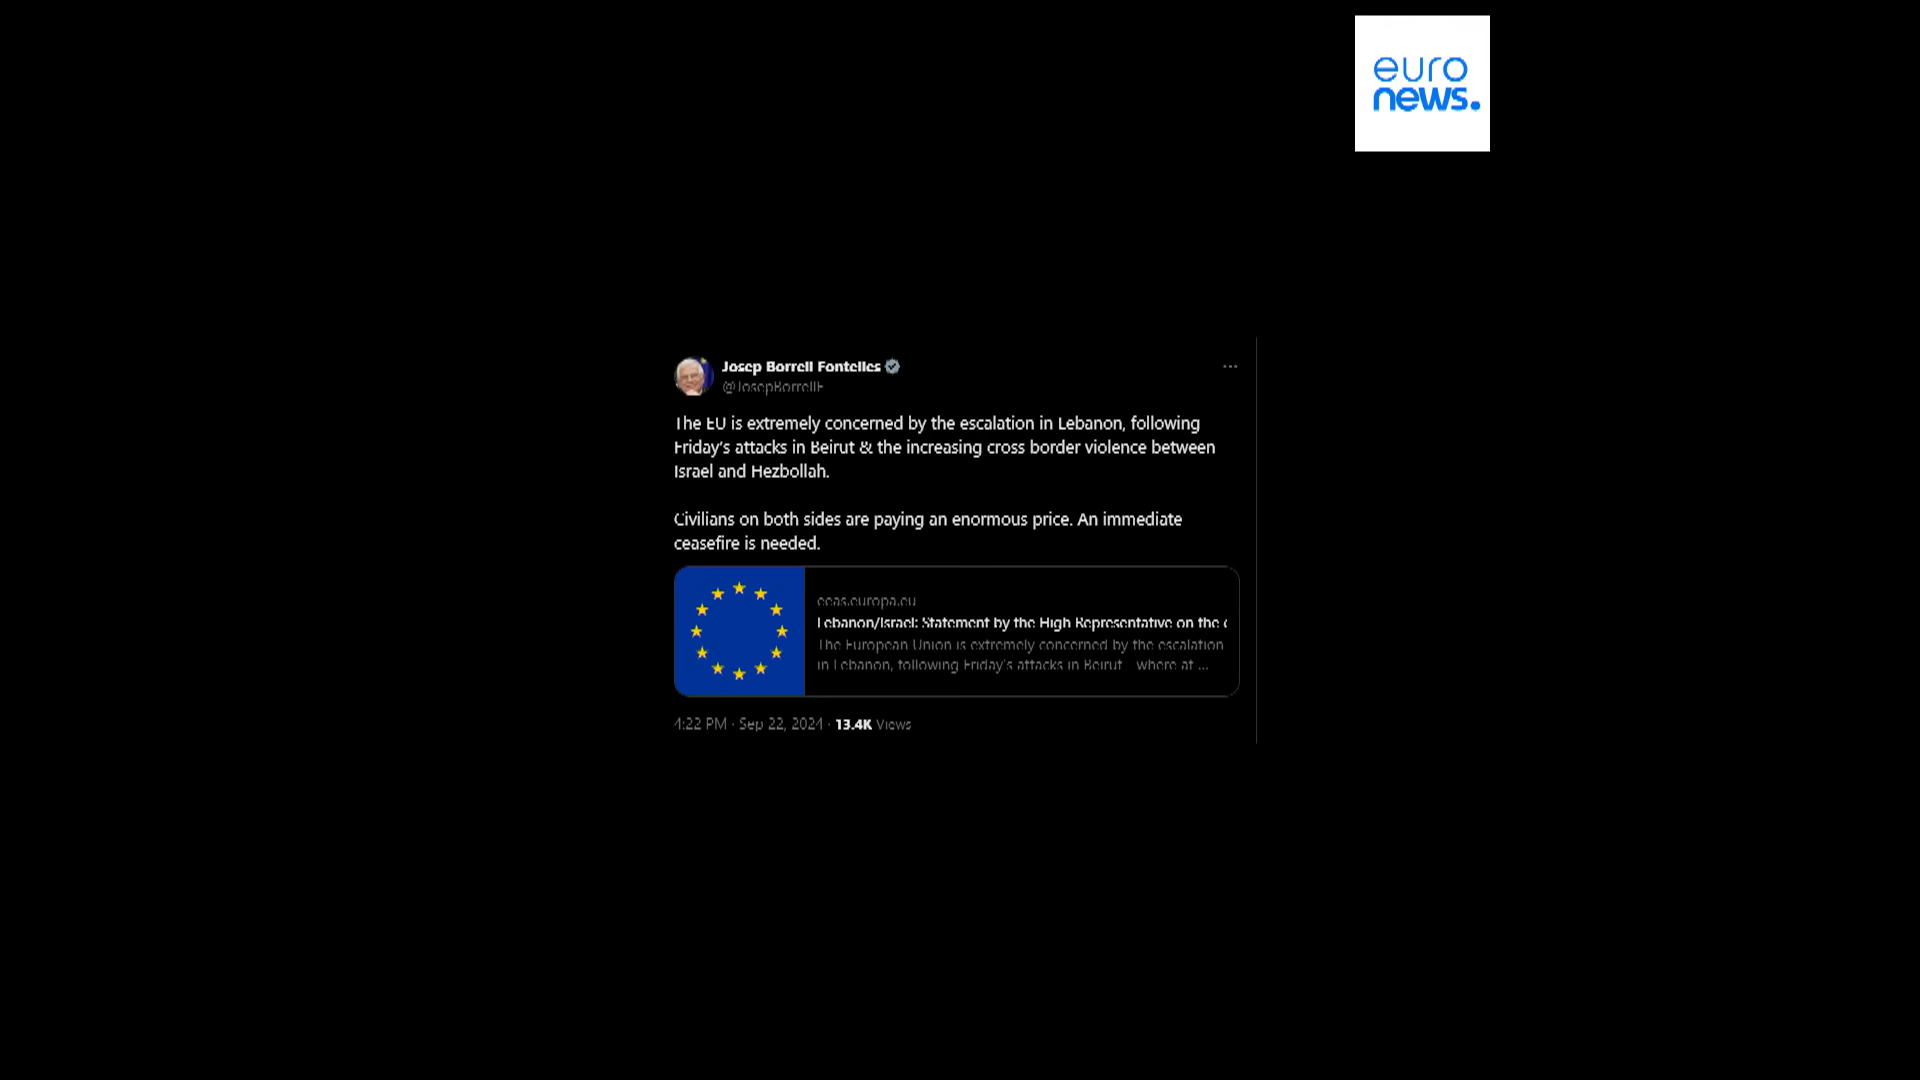 euro
news.
Josep Borrell Fontelles
@JosepBorrellF
The EU is extremely concerned by the escalation in Lebanon, following
Friday's attacks in Beirut & the increasing cross border violence between
Israel and Hezbollah.
Civilians on both sides are paying an enormous price. An immediate
ceasefire is needed.
eeas.europa.eu
Lebanon/Israel: Statement by the High Representative on the
The European Union is extremely concerned by the escalation
in Lebanon, following Friday's attacks in Beirut where at ...
4:22 PM · Sep 22, 2024 · 13.4K Views